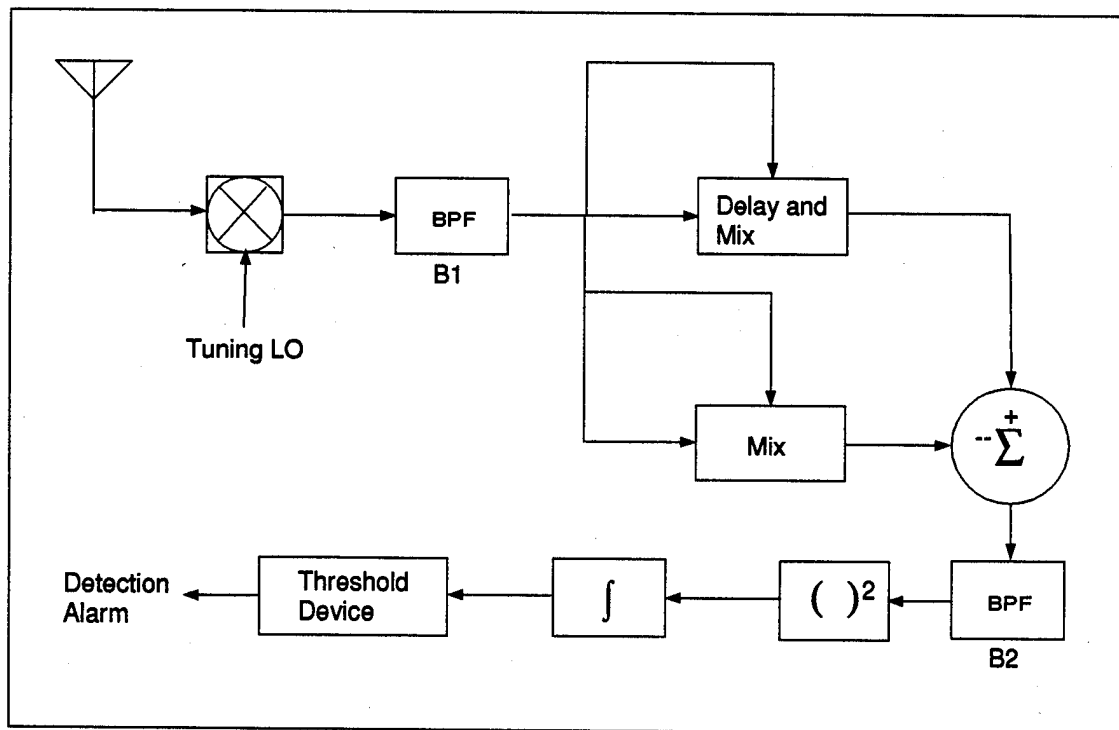 BPF
B1
Delay and
Mix
Tuning LO
Mix
+
-- Σ
Detection
Alarm
Threshold
Device
∫
( )²
BPF
B2